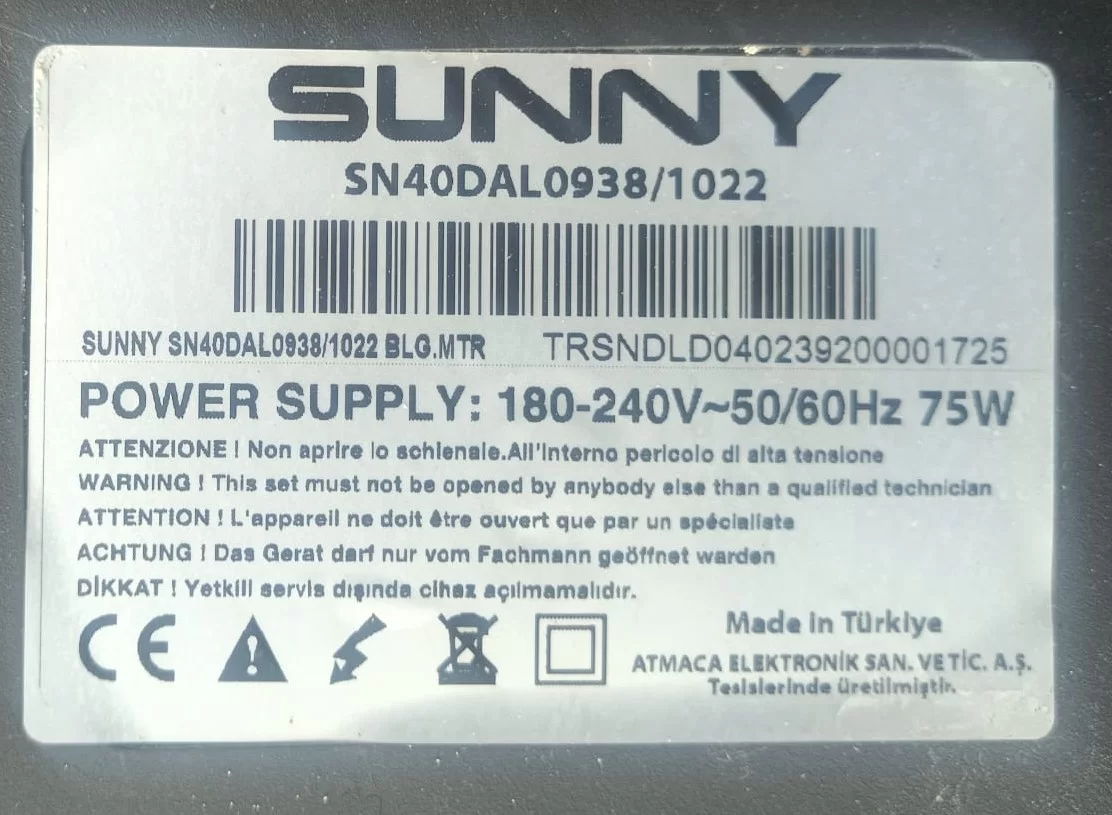 SUNNY
SN40DAL0938/1022
SUNNY SN40DAL0938/1022 BLG.MTR TRSNDLD040239200001725
POWER SUPPLY: 180-240V~50/60Hz 75W
ATTENZIONE ! Non aprire lo schienale.All'interno pericolo di alta tensione
WARNING ! This set must not be opened by anybody else than a qualified technician
ATTENTION ! L'appareil ne doit être ouvert que par un spécialiste
ACHTUNG ! Das Gerat darf nur vom Fachmann geöffnet warden
DİKKAT ! Yetkili servis dışında cihaz açılmamalıdır.
CE
Made in Türkiye
ATMACA ELEKTRONİK SAN. VE TİC. A.Ş.
Tesislerinde üretilmiştir.